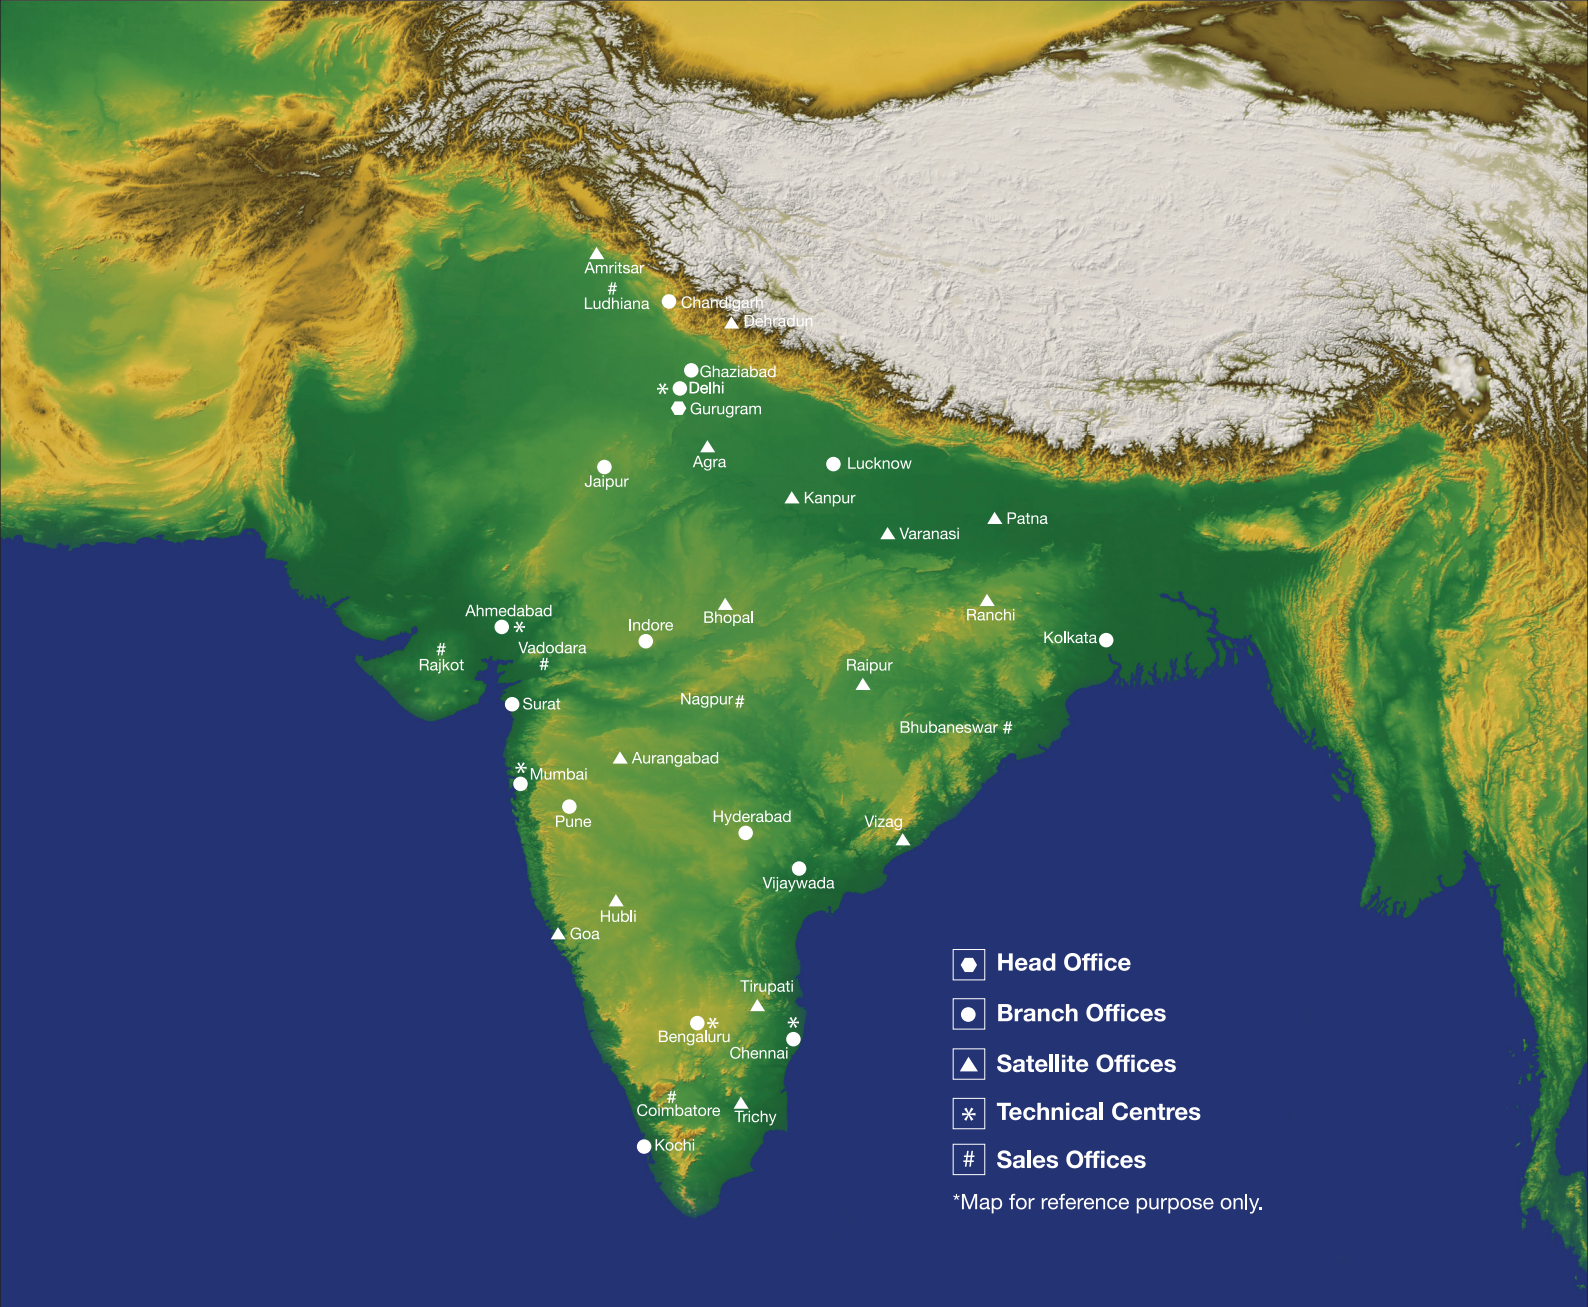 Amritsar
#
Ludhiana
Chandigarh
Dehradun
Ghaziabad
* Delhi
Gurugram
Agra
Lucknow
Jaipur
Kanpur
Patna
Varanasi
Ahmedabad
*
Bhopal
Ranchi
Indore
Kolkata
#
Rajkot
Vadodara
#
Raipur
Surat
Nagpur #
Bhubaneswar #
Aurangabad
*
Mumbai
Pune
Hyderabad
Vizag
Vijaywada
Hubli
Goa
Tirupati
*
Bengaluru
*
Chennai
#
Coimbatore
Trichy
Kochi
Head Office
Branch Offices
Satellite Offices
* Technical Centres
# Sales Offices
*Map for reference purpose only.